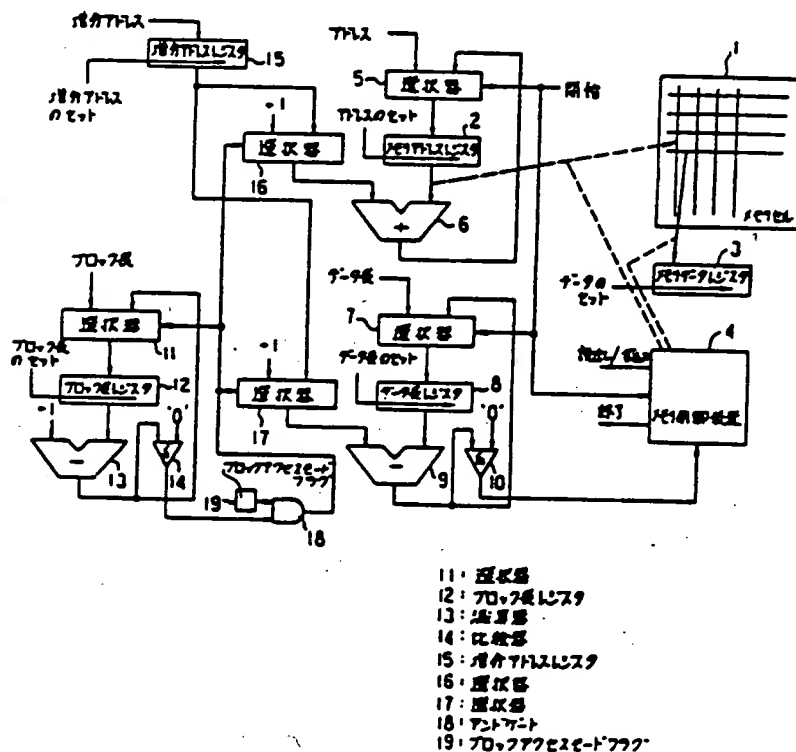 増分アドレス
増分アドレスレジスタ
15
増分アドレス
のセット
アドレス
5
選択器
開始
1
アドレスのセット
2
メモリアドレスレジスタ
1
選択器
16
+
6
メモリセル
3
メモリデータレジスタ
データの
セット
ブロック長
選択器
11
ブロック長
のセット
12
ブロック長レジスタ
1
-
13
"0"
14
1
選択器
17
データ長
7
選択器
データ長のセット
データ長レジスタ
8
-
9
"0"
10
4
メモリ制御装置
終了
ブロックアクセスモード
フラグ
19
18
11: 選択器
12: ブロック長レジスタ
13: 減算器
14: 比較器
15: 増分アドレスレジスタ
16: 選択器
17: 選択器
18: アンドゲート
19: ブロックアクセスモードフラグ